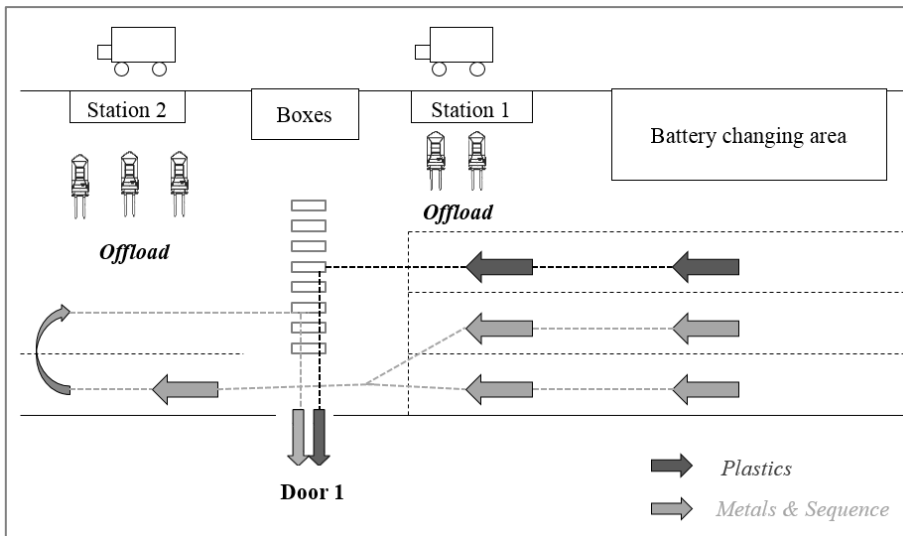 Station 2
Boxes
Station 1
Battery changing area
Offload
Offload
Door 1
Plastics
Metals & Sequence